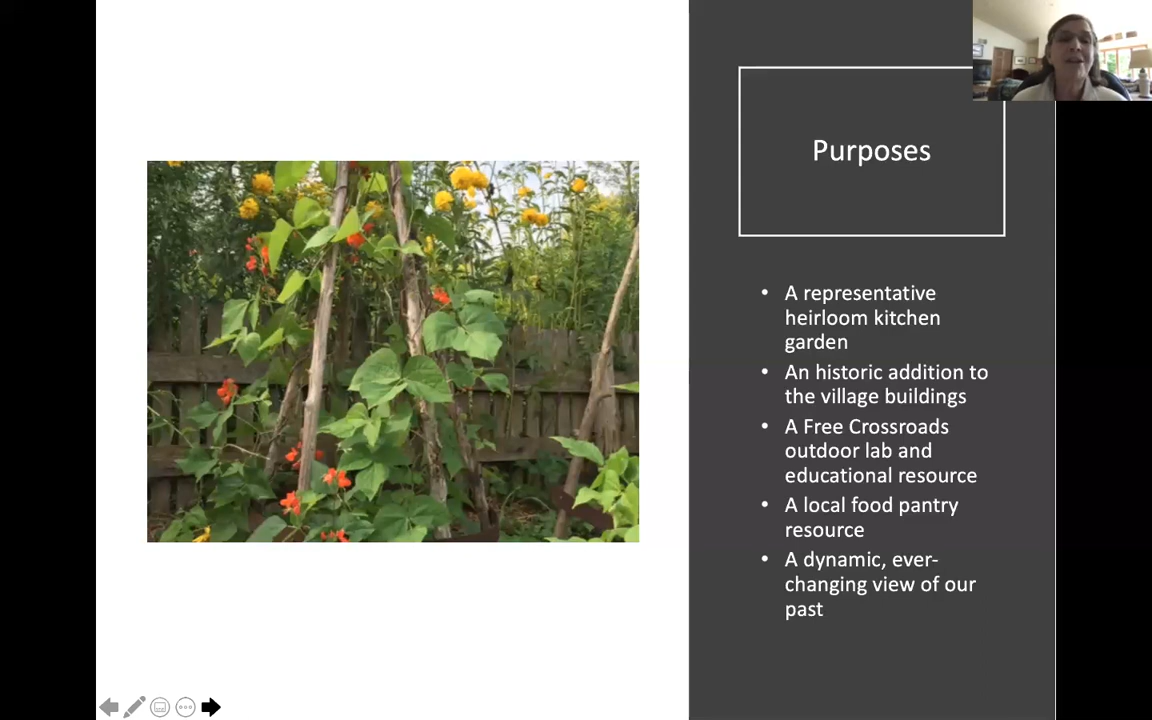 Purposes
• A representative
heirloom kitchen
garden
• An historic addition to
the village buildings
• A Free Crossroads
outdoor lab and
educational resource
• A local food pantry
resource
• A dynamic, ever-
changing view of our
past